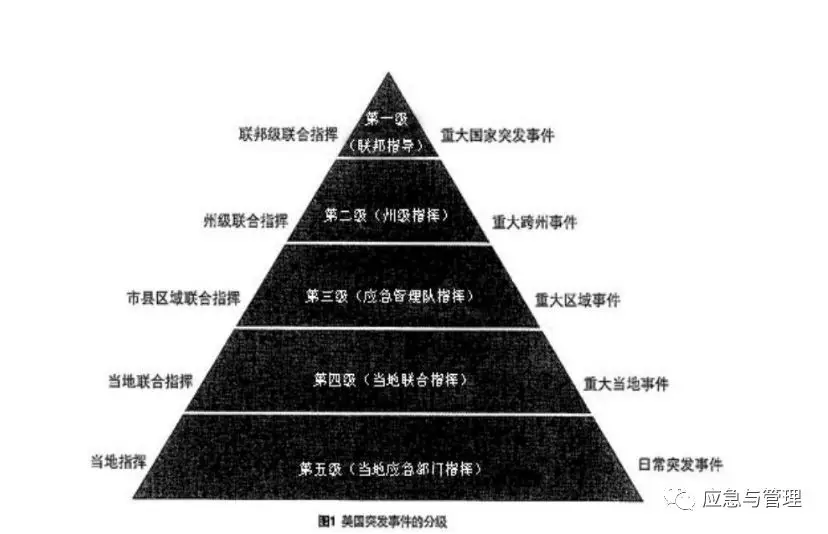 第一级
（联邦指导）
联邦级联合指挥
重大国家突发事件
州级联合指挥
第二级（州级指挥）
重大跨州事件
市县区域联合指挥
第三级（应急管理队指挥）
重大区域事件
当地联合指挥
第四级（当地联合指挥）
重大当地事件
当地指挥
第五级（当地应急部门指挥）
日常突发事件
应急与管理
图1 英国突发事件的分级